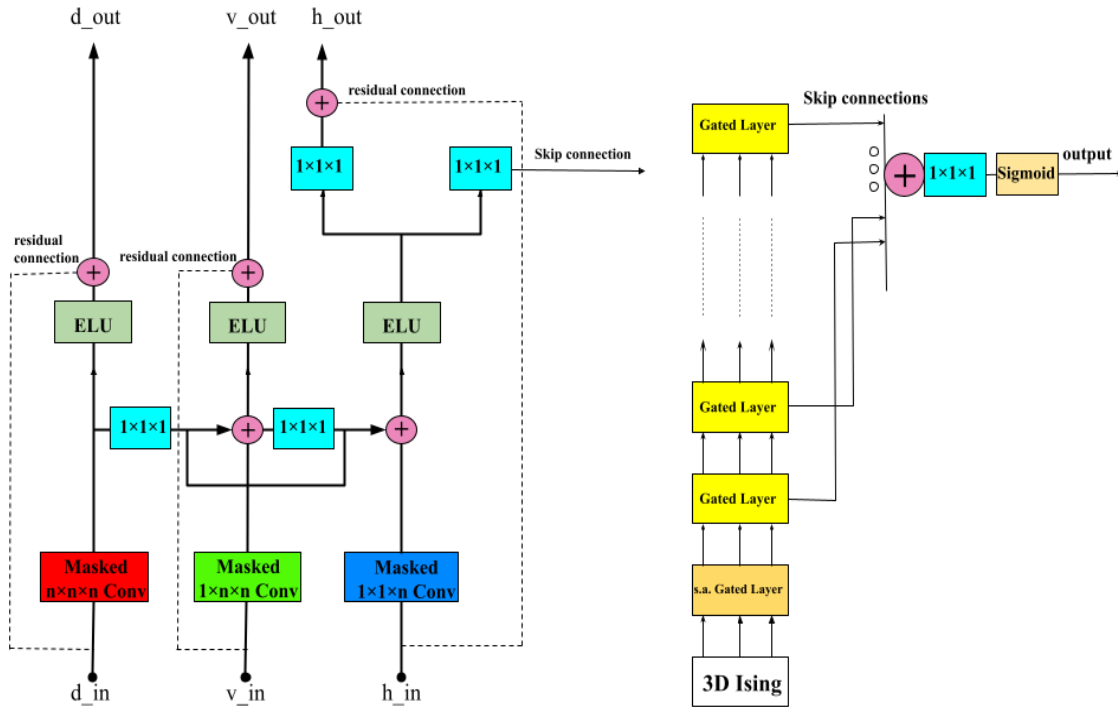 d_out
v_out
h_out
residual connection
+
1×1×1
1×1×1
Skip connection
residual
connection
residual connection
+
+
ELU
ELU
ELU
1×1×1
+
1×1×1
+
Masked
n×n×n Conv
Masked
1×n×n Conv
Masked
1×1×n Conv
d_in
v_in
h_in
Skip connections
Gated Layer
+
1×1×1
Sigmoid
output
Gated Layer
Gated Layer
s.a. Gated Layer
3D Ising